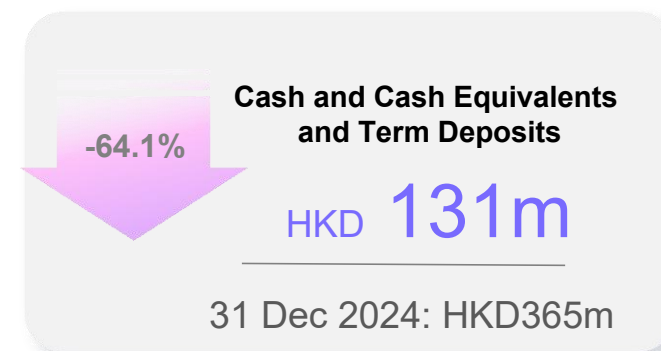 -64.1%
Cash and Cash Equivalents
and Term Deposits
HKD 131m
31 Dec 2024: HKD365m